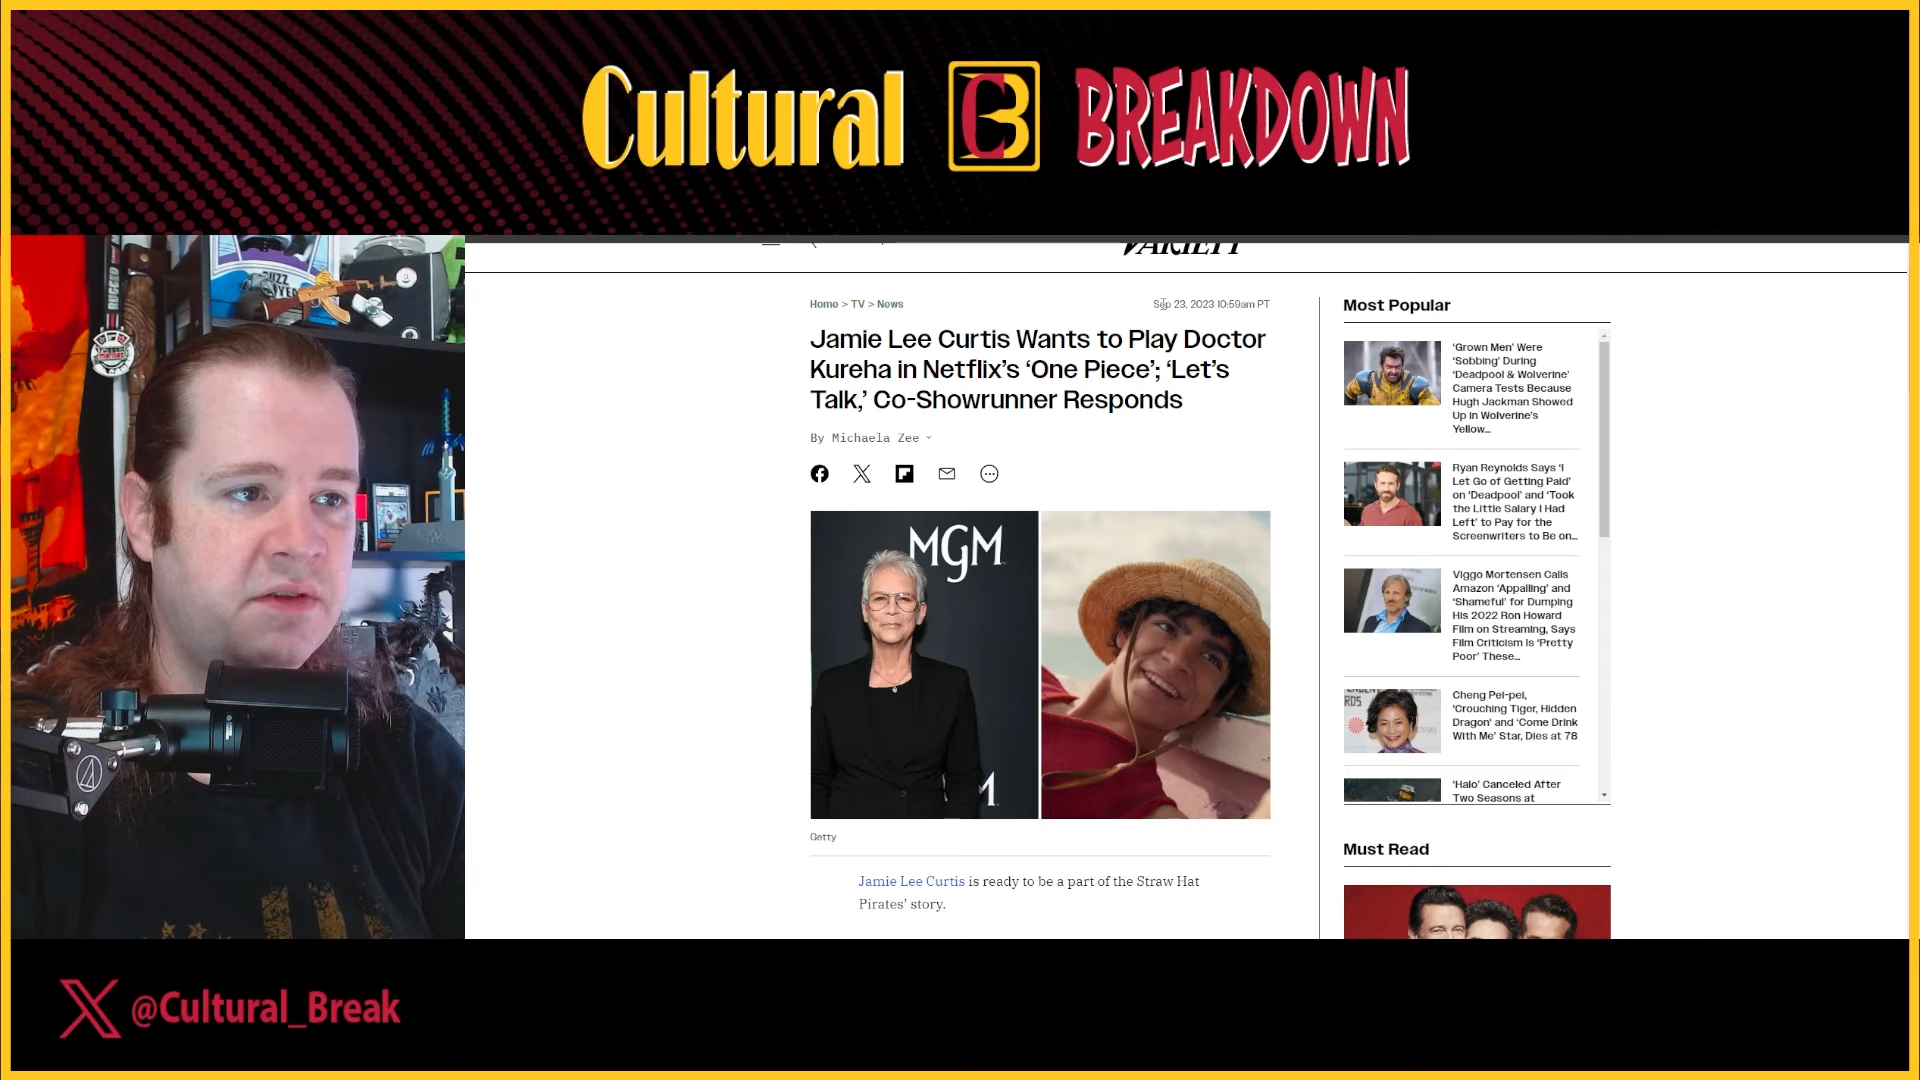 Cultural CB BREAKDOWN
VARIETY
Home > TV > News
Sep 23, 2023 10:59am PT
Jamie Lee Curtis Wants to Play Doctor
Kureha in Netflix's ‘One Piece’; ‘Let’s
Talk,’ Co-Showrunner Responds
By Michaela Zee
MGM
Getty
Jamie Lee Curtis is ready to be a part of the Straw Hat
Pirates’ story.
Most Popular
‘Grown Men’ Were
‘Sobbing’ During
‘Deadpool & Wolverine’
Camera Tests Because
Hugh Jackman Showed
Up in Wolverine’s
Yellow…
Ryan Reynolds Says ‘I
Let Go of Getting Paid’
on ‘Deadpool’ and ‘Took
the Little Salary I Had
Left’ to Pay for the
Screenwriters to Be on…
Viggo Mortensen Calls
Amazon ‘Appalling’ and
‘Shameful’ for Dumping
His 2022 Ron Howard
Film on Streaming, Says
Film Criticism Is ‘Pretty
Poor’ These…
Cheng Pei-pei,
‘Crouching Tiger, Hidden
Dragon’ and ‘Come Drink
With Me’ Star, Dies at 78
‘Halo’ Canceled After
Two Seasons at
Must Read
RUGGED
X @Cultural_Break